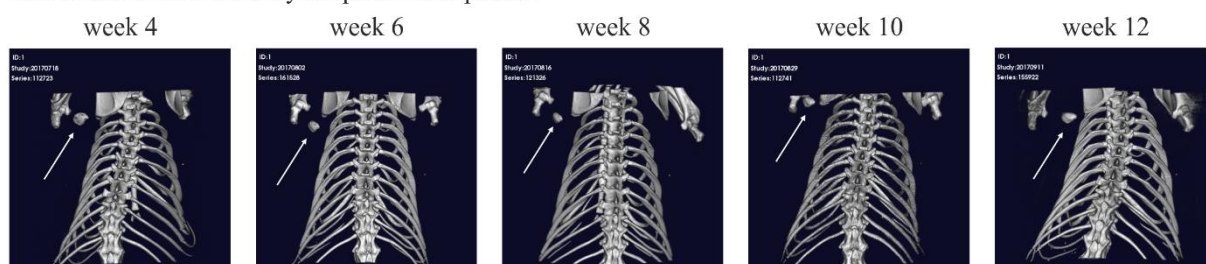 week 4
week 6
week 8
week 10
week 12
ID:1
Study:20170718
Series:112723
ID:1
Study:20170802
Series:161528
ID:1
Study:20170816
Series:121326
ID:1
Study:20170829
Series:112741
ID:1
Study:20170911
Series:155922